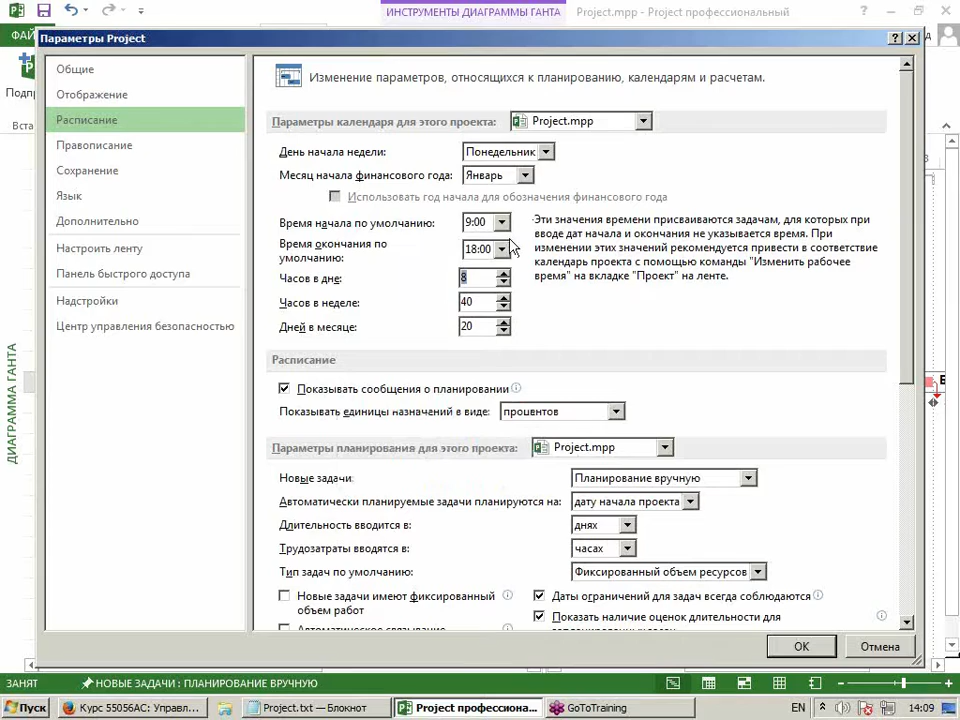 ИНСТРУМЕНТЫ ДИАГРАММЫ ГАНТА
Project.mpp - Project профессиональный
Параметры Project
Общие
Отображение
Расписание
Правописание
Сохранение
Язык
Дополнительно
Настроить ленту
Панель быстрого доступа
Надстройки
Центр управления безопасностью
Изменение параметров, относящихся к планированию, календарям и расчетам.
Параметры календаря для этого проекта: Project.mpp
День начала недели: Понедельник
Месяц начала финансового года: Январь
Использовать год начала для обозначения финансового года
Время начала по умолчанию: 9:00
Время окончания по
умолчанию: 18:00
Часов в дне: 8
Часов в неделе: 40
Дней в месяце: 20
Эти значения времени присваиваются задачам, для которых при
вводе дат начала и окончания не указывается время. При
изменении этих значений рекомендуется привести в соответствие
календарь проекта с помощью команды "Изменить рабочее
время" на вкладке "Проект" на ленте.
Расписание
Показывать сообщения о планировании
Показывать единицы назначений в виде: процентов
Параметры планирования для этого проекта: Project.mpp
Новые задачи: Планирование вручную
Автоматически планируемые задачи планируются на: дату начала проекта
Длительность вводится в: днях
Трудозатраты вводятся в: часах
Тип задач по умолчанию: Фиксированный объем ресурсов
Новые задачи имеют фиксированный
объем работ
Даты ограничений для задач всегда соблюдаются
Показать наличие оценок длительности для
OK
Отмена
ДИАГРАММА ГАНТА
ЗАНЯТ
НОВЫЕ ЗАДАЧИ : ПЛАНИРОВАНИЕ ВРУЧНУЮ
Пуск
Курс 55056AC: Управл...
Project.txt — Блокнот
Project профессиона...
GoToTraining
EN
14:09